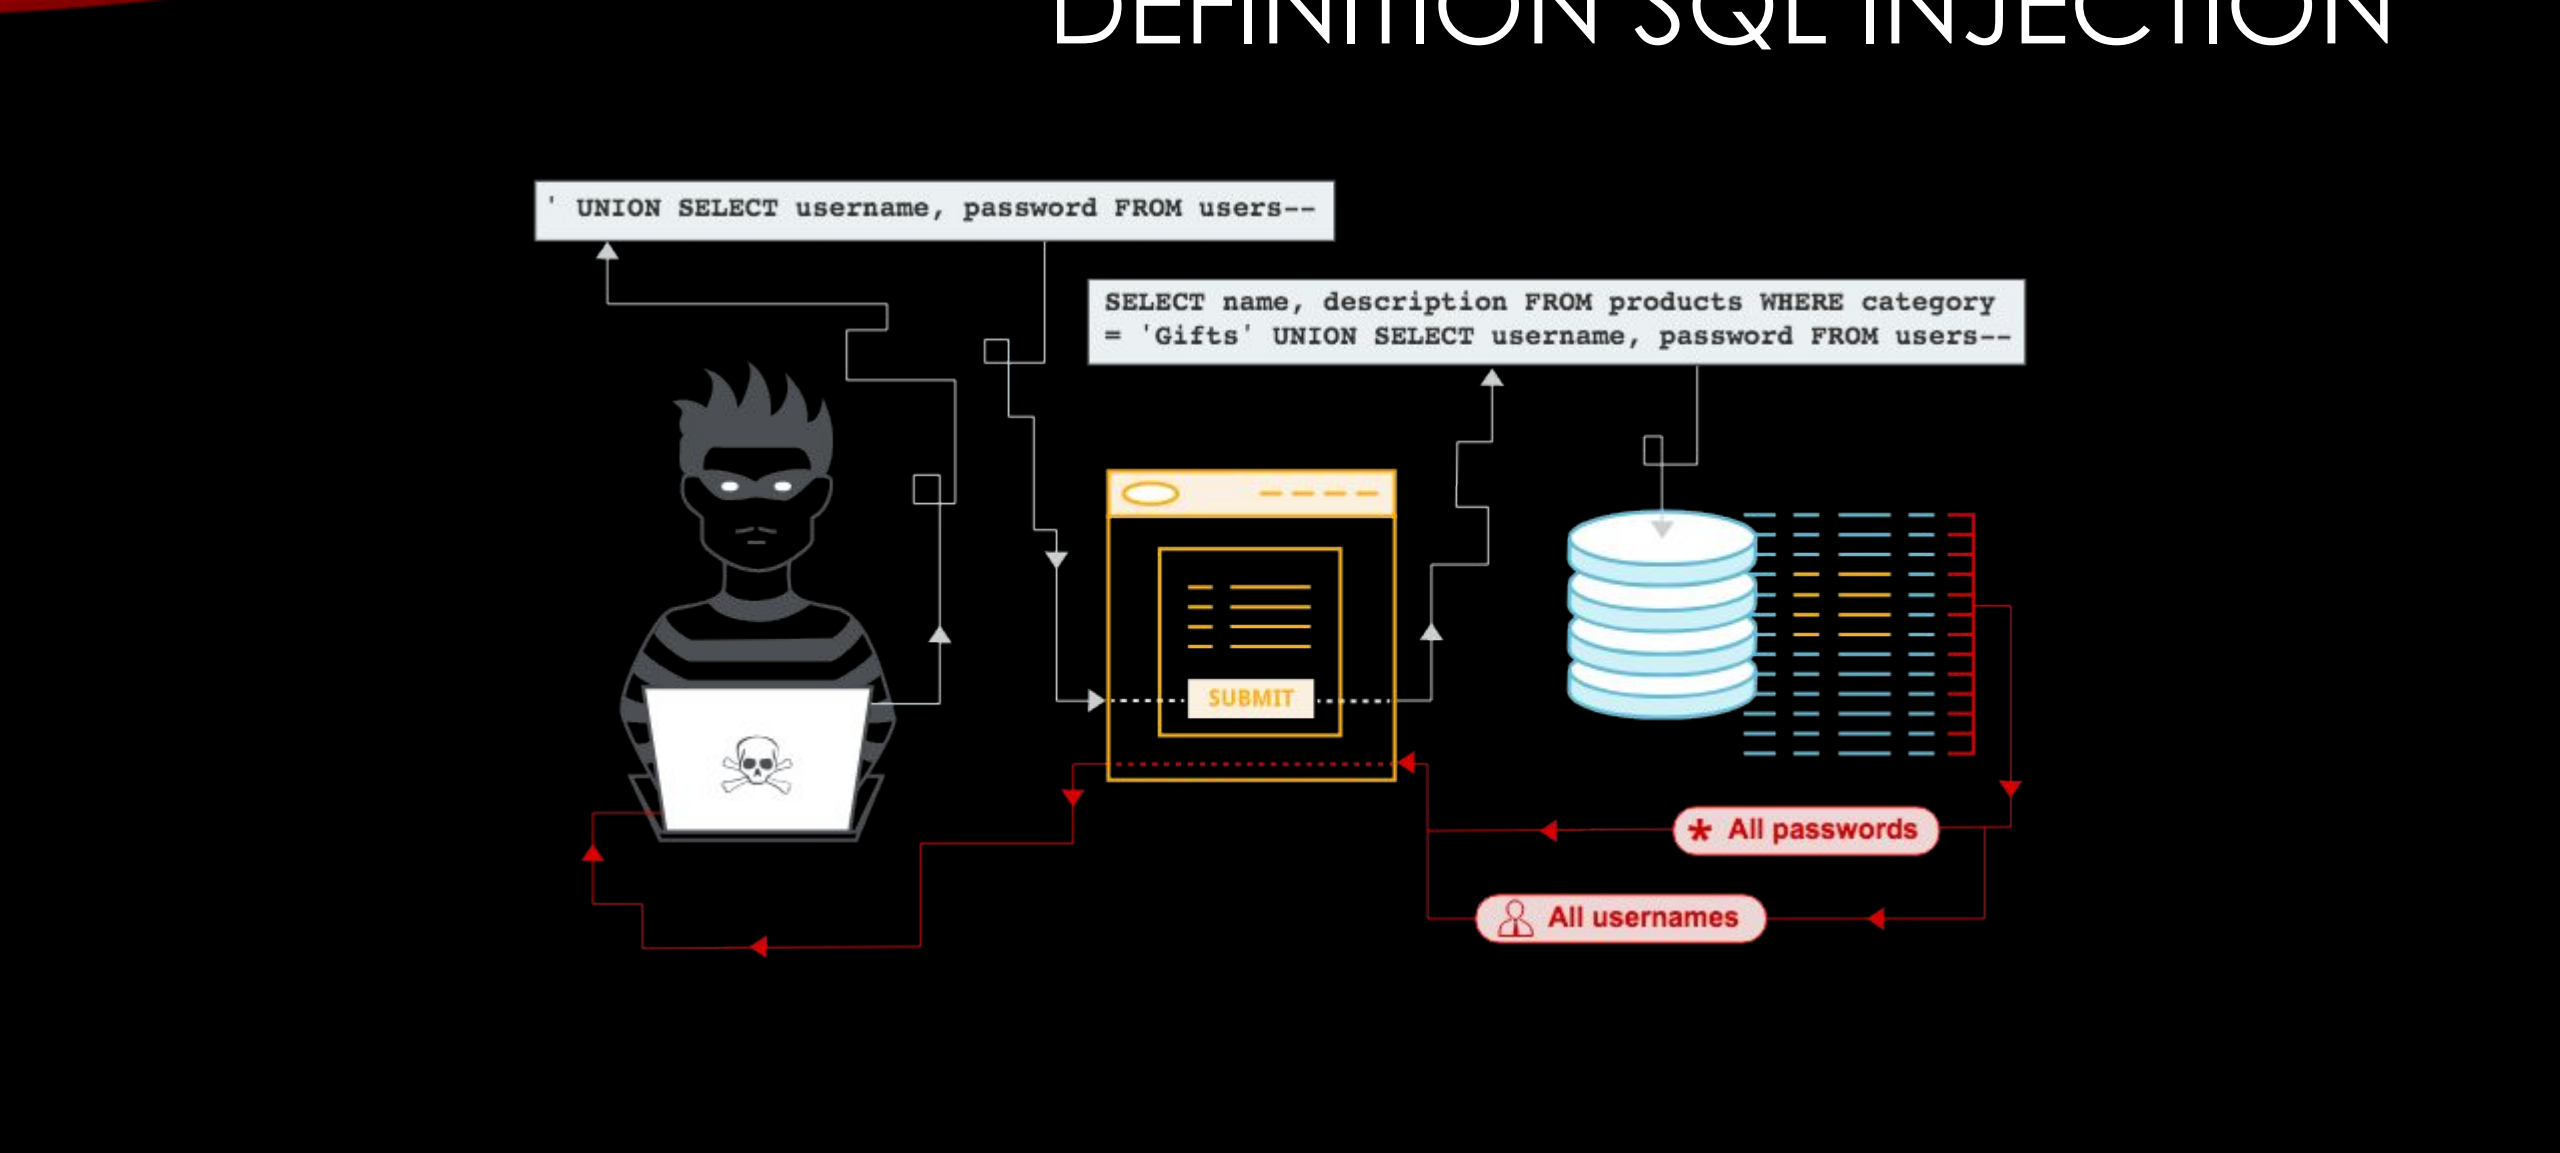 DEFINITION SQL INJECTION
' UNION SELECT username, password FROM users--
SELECT name, description FROM products WHERE category
= 'Gifts' UNION SELECT username, password FROM users--
SUBMIT
* All passwords
All usernames